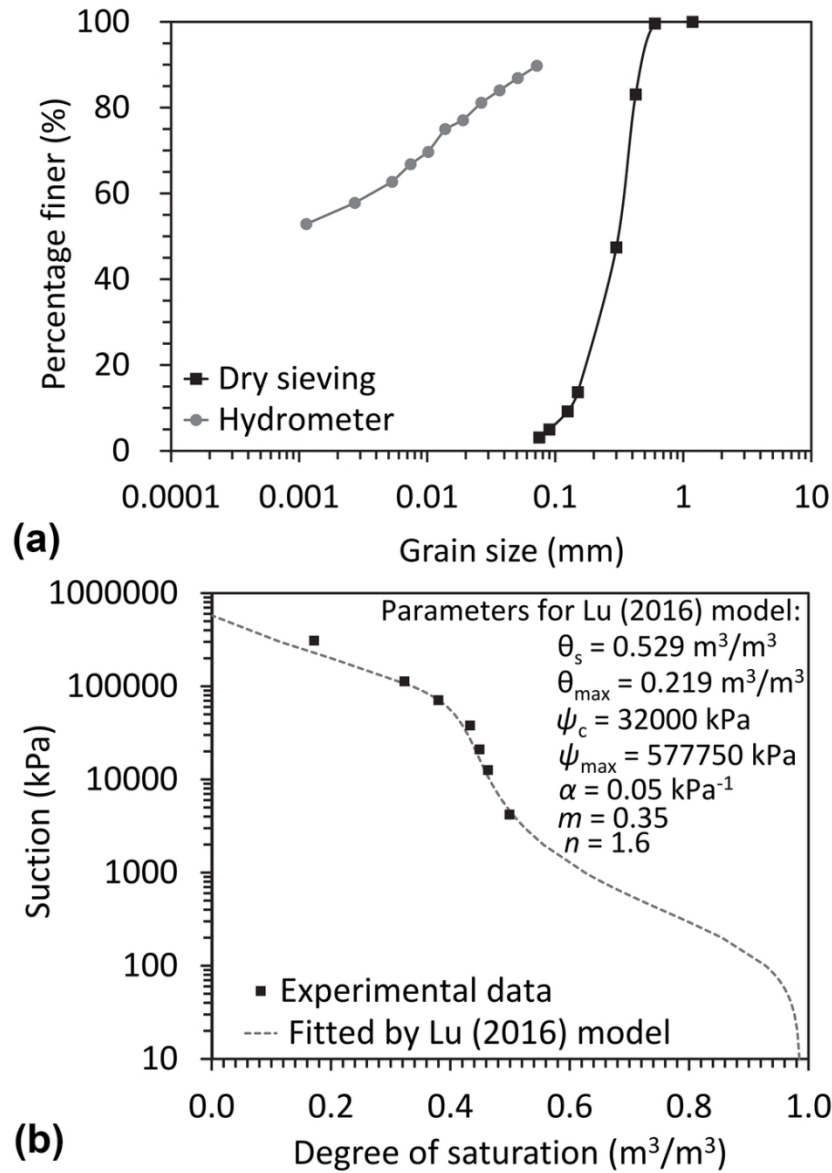 100
80
60
40
20
0
Percentage finer (%)
Dry sieving
Hydrometer
0.0001 0.001 0.01 0.1 1 10
Grain size (mm)
(a)
1000000
100000
10000
1000
100
10
Suction (kPa)
Parameters for Lu (2016) model:
θs = 0.529 m³/m³
θmax = 0.219 m³/m³
ψc = 32000 kPa
ψmax = 577750 kPa
α = 0.05 kPa⁻¹
m = 0.35
n = 1.6
Experimental data
Fitted by Lu (2016) model
0.0 0.2 0.4 0.6 0.8 1.0
Degree of saturation (m³/m³)
(b)